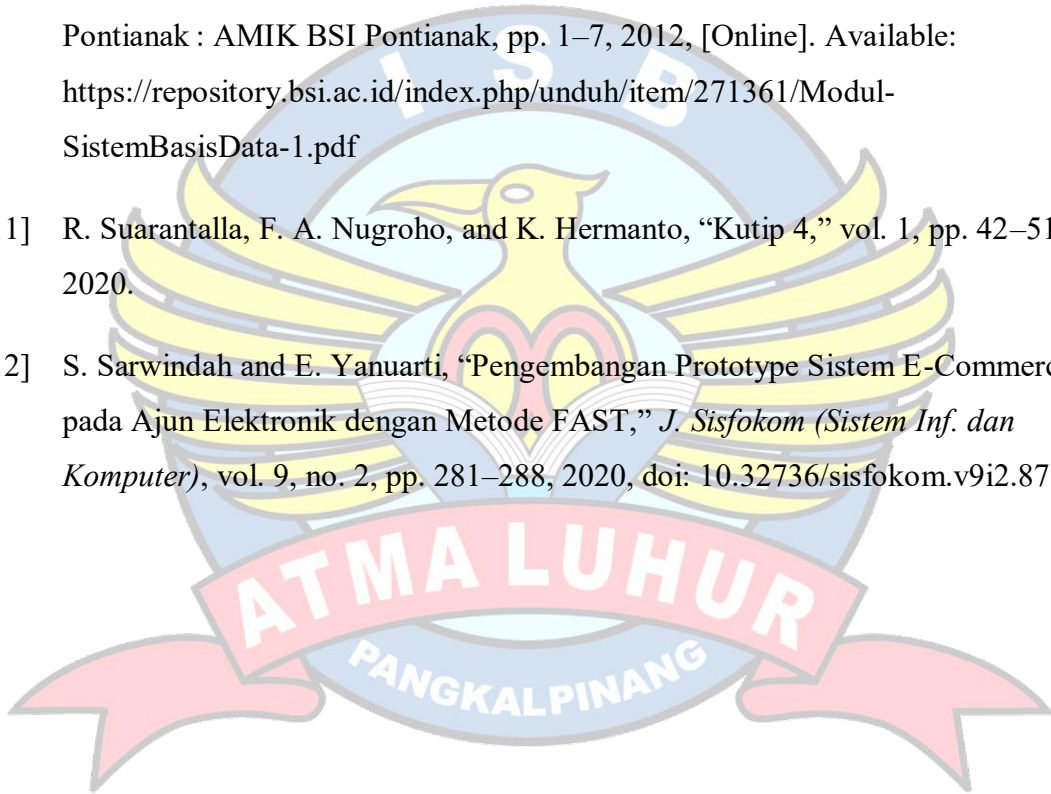 Pontianak : AMIK BSI Pontianak, pp. 1–7, 2012, [Online]. Available:
https://repository.bsi.ac.id/index.php/unduh/item/271361/Modul-
SistemBasisData-1.pdf
1] R. Suarantalla, F. A. Nugroho, and K. Hermanto, “Kutip 4,” vol. 1, pp. 42–51
2020.
2] S. Sarwindah and E. Yanuarti, “Pengembangan Prototype Sistem E-Commerc
pada Ajun Elektronik dengan Metode FAST,” J. Sisfokom (Sistem Inf. dan
Komputer), vol. 9, no. 2, pp. 281–288, 2020, doi: 10.32736/sisfokom.v9i2.87
I S B
ATMA LUHUR
PANGKALPINANG